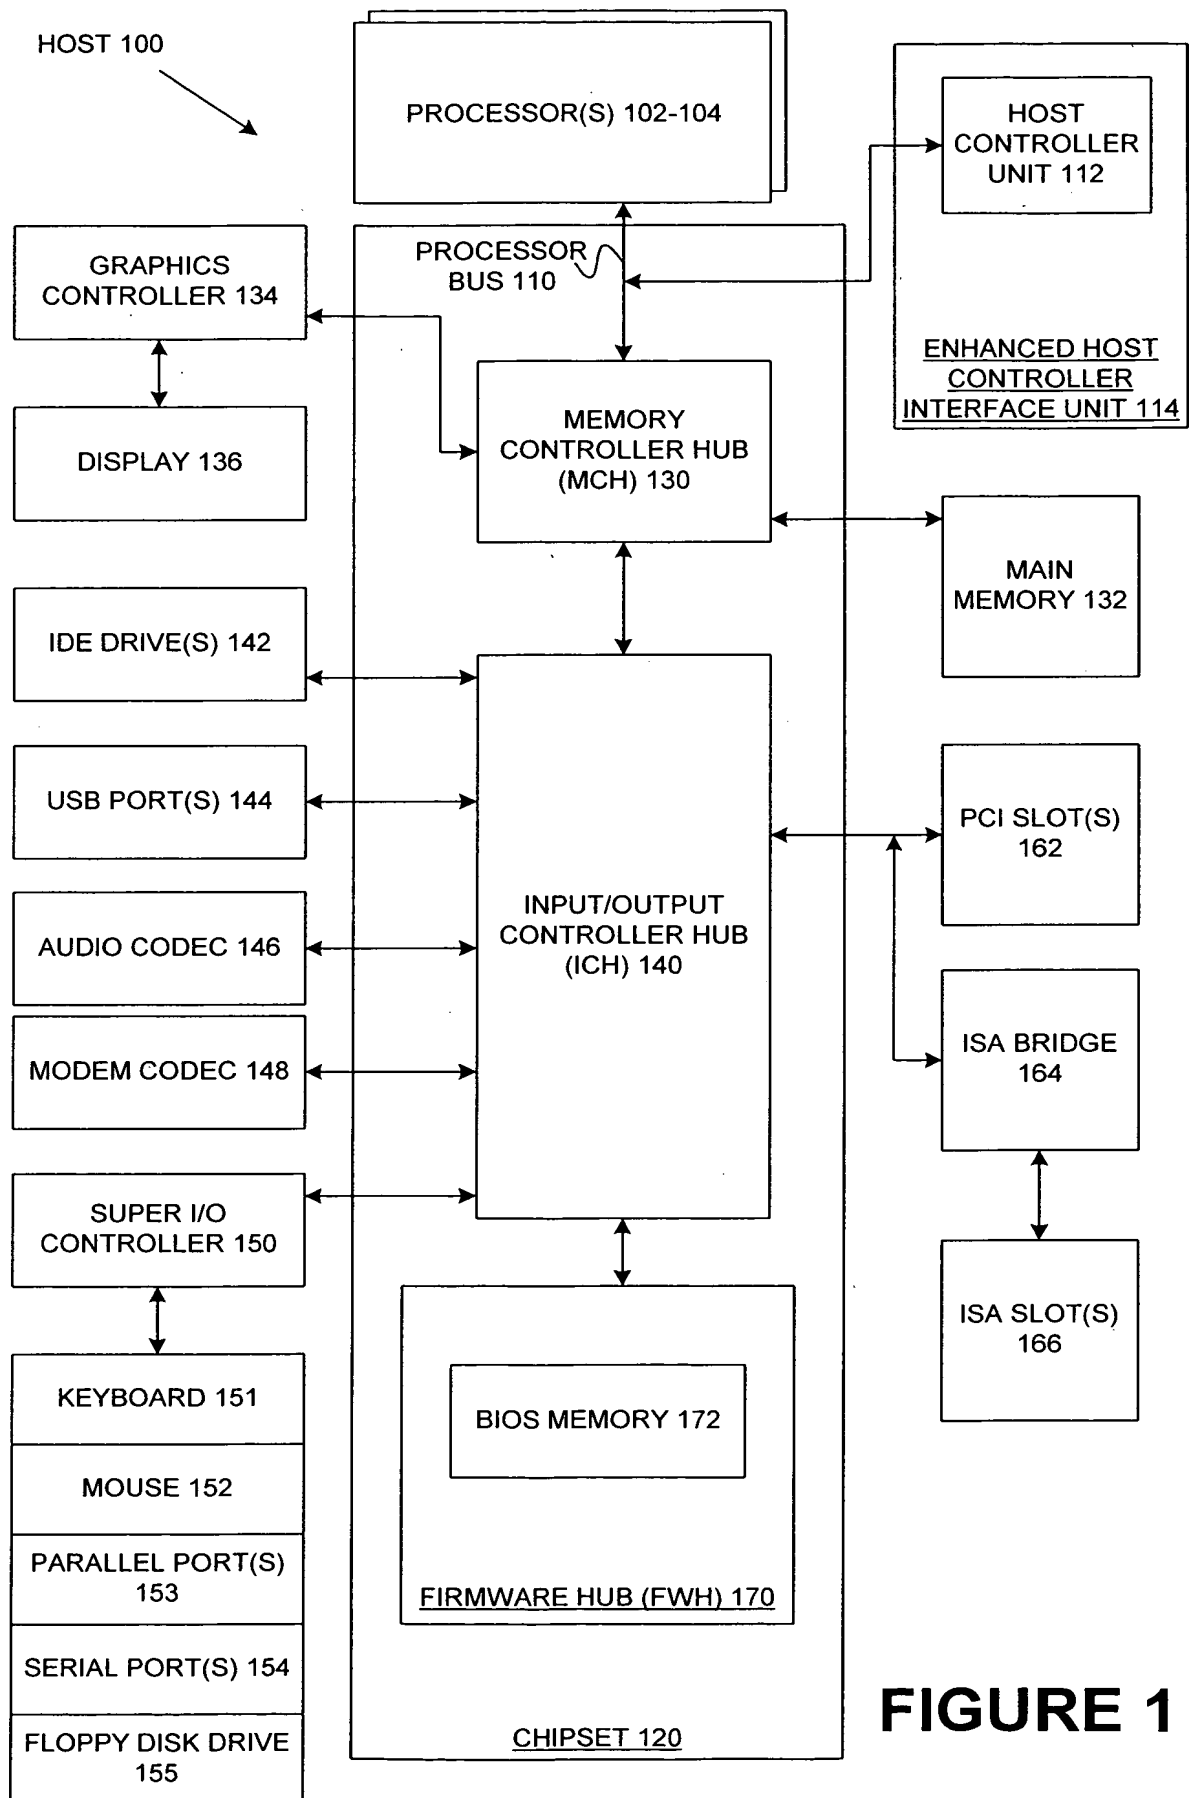 HOST 100
PROCESSOR(S) 102-104
HOST
CONTROLLER
UNIT 112
ENHANCED HOST
CONTROLLER
INTERFACE UNIT 114
PROCESSOR
BUS 110
GRAPHICS
CONTROLLER 134
DISPLAY 136
MEMORY
CONTROLLER HUB
(MCH) 130
MAIN
MEMORY 132
IDE DRIVE(S) 142
USB PORT(S) 144
AUDIO CODEC 146
MODEM CODEC 148
SUPER I/O
CONTROLLER 150
INPUT/OUTPUT
CONTROLLER HUB
(ICH) 140
PCI SLOT(S)
162
ISA BRIDGE
164
ISA SLOT(S)
166
KEYBOARD 151
MOUSE 152
PARALLEL PORT(S)
153
SERIAL PORT(S) 154
FLOPPY DISK DRIVE
155
BIOS MEMORY 172
FIRMWARE HUB (FWH) 170
CHIPSET 120
FIGURE 1